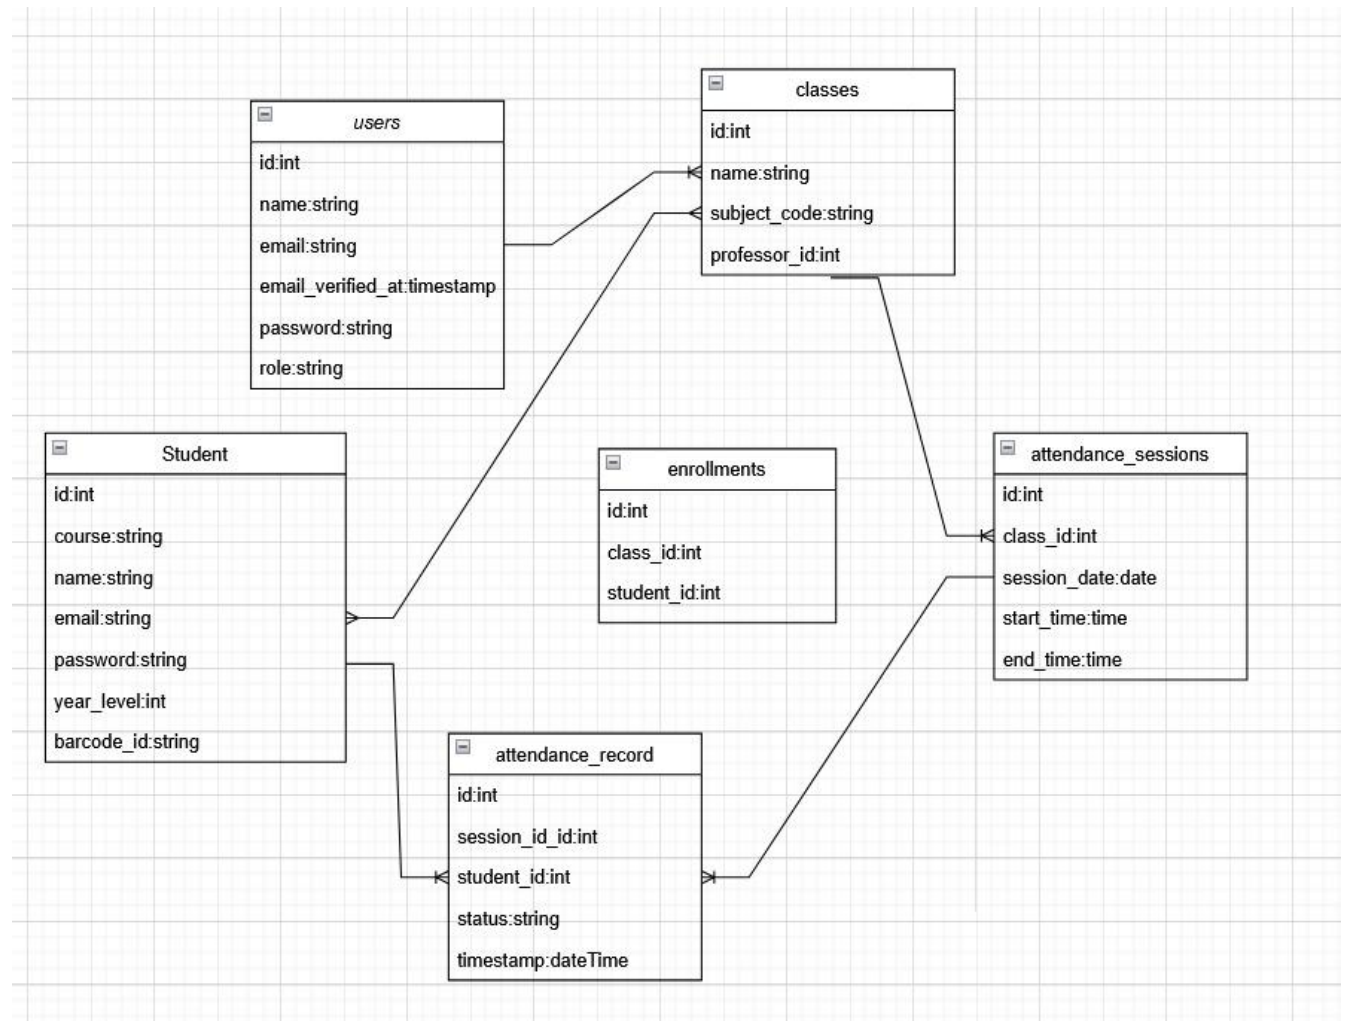 users
id:int
name:string
email:string
email_verified_at:timestamp
password:string
role:string
classes
id:int
name:string
subject_code:string
professor_id:int
Student
id:int
course:string
name:string
email:string
password:string
year_level:int
barcode_id:string
enrollments
id:int
class_id:int
student_id:int
attendance_sessions
id:int
class_id:int
session_date:date
start_time:time
end_time:time
attendance_record
id:int
session_id_id:int
student_id:int
status:string
timestamp:dateTime